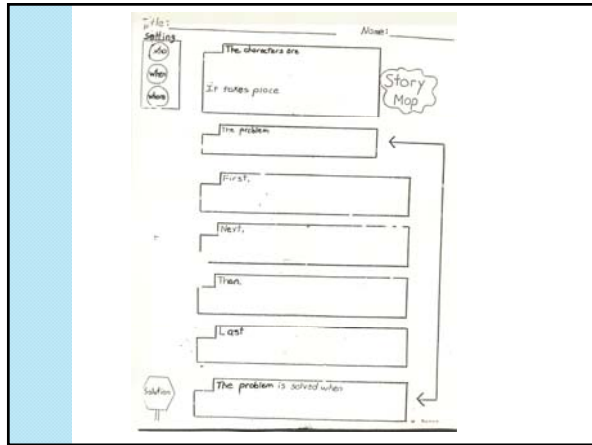 Title: Name:
Setting
who
The characters are
when
where
It takes place
Story
Map
The problem
First,
Next,
Then,
Last
Solution
The problem is solved when